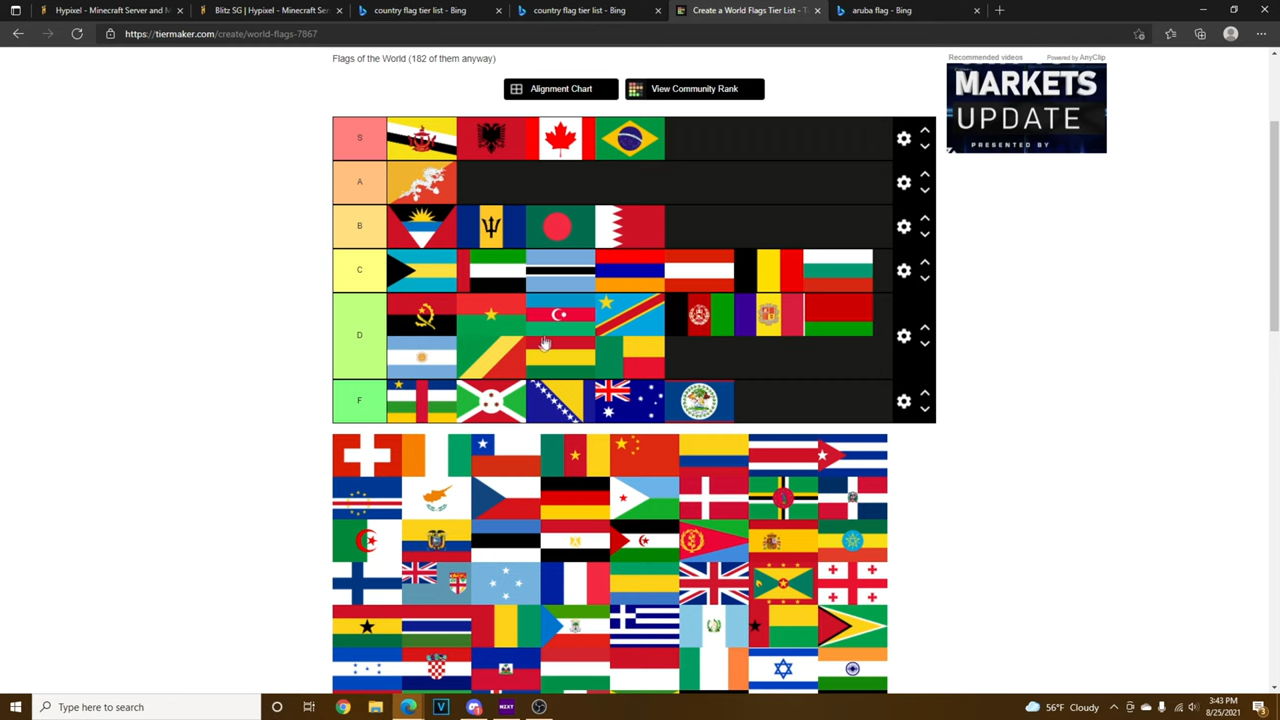 Hypixel - Minecraft Server and M
Blitz SG | Hypixel - Minecraft Ser
country flag tier list - Bing
country flag tier list - Bing
Create a World Flags Tier List - T
aruba flag - Bing
https://tiermaker.com/create/world-flags-7867
Flags of the World (182 of them anyway)
Recommended videos
Powered by AnyClip
Alignment Chart
View Community Rank
MARKETS
UPDATE
PRESENTED BY
S
A
B
C
D
F
Type here to search
V
NZXT
56°F Cloudy
3:43 PM
8/25/2021
3